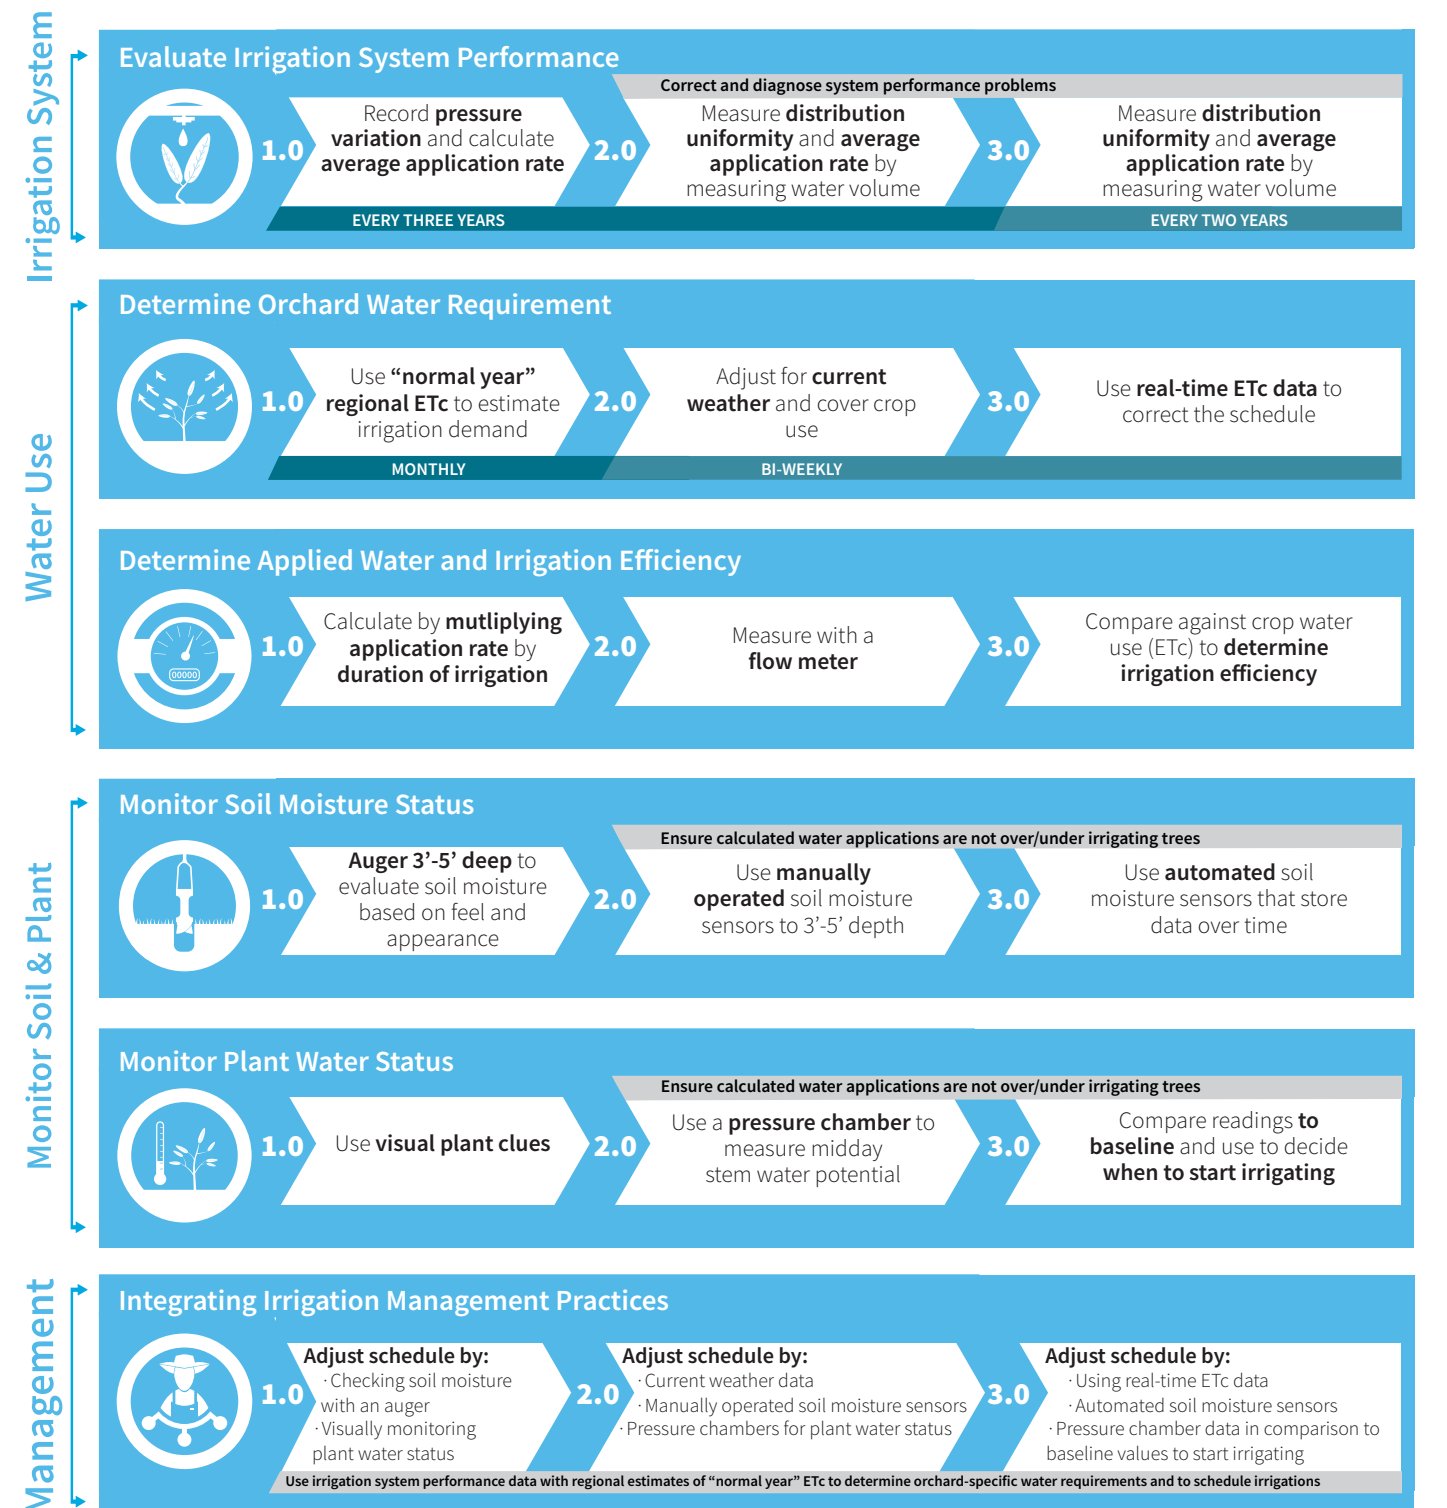 Irrigation System
Evaluate Irrigation System Performance
Correct and diagnose system performance problems
1.0
Record pressure
variation and calculate
average application rate
2.0
Measure distribution
uniformity and average
application rate by
measuring water volume
3.0
Measure distribution
uniformity and average
application rate by
measuring water volume
EVERY THREE YEARS
EVERY TWO YEARS
Water Use
Determine Orchard Water Requirement
1.0
Use “normal year”
regional ETc to estimate
irrigation demand
2.0
Adjust for current
weather and cover crop
use
3.0
Use real-time ETc data to
correct the schedule
MONTHLY
BI-WEEKLY
Determine Applied Water and Irrigation Efficiency
00000
1.0
Calculate by mutliplying
application rate by
duration of irrigation
2.0
Measure with a
flow meter
3.0
Compare against crop water
use (ETc) to determine
irrigation efficiency
Monitor Soil & Plant
Monitor Soil Moisture Status
Ensure calculated water applications are not over/under irrigating trees
1.0
Auger 3’-5’ deep to
evaluate soil moisture
based on feel and
appearance
2.0
Use manually
operated soil moisture
sensors to 3’-5’ depth
3.0
Use automated soil
moisture sensors that store
data over time
Monitor Plant Water Status
Ensure calculated water applications are not over/under irrigating trees
1.0
Use visual plant clues
2.0
Use a pressure chamber to
measure midday
stem water potential
3.0
Compare readings to
baseline and use to decide
when to start irrigating
Management
Integrating Irrigation Management Practices
1.0
Adjust schedule by:
· Checking soil moisture
with an auger
· Visually monitoring
plant water status
2.0
Adjust schedule by:
· Current weather data
· Manually operated soil moisture sensors
· Pressure chambers for plant water status
3.0
Adjust schedule by:
· Using real-time ETc data
· Automated soil moisture sensors
· Pressure chamber data in comparison to
baseline values to start irrigating
Use irrigation system performance data with regional estimates of “normal year” ETc to determine orchard-specific water requirements and to schedule irrigations